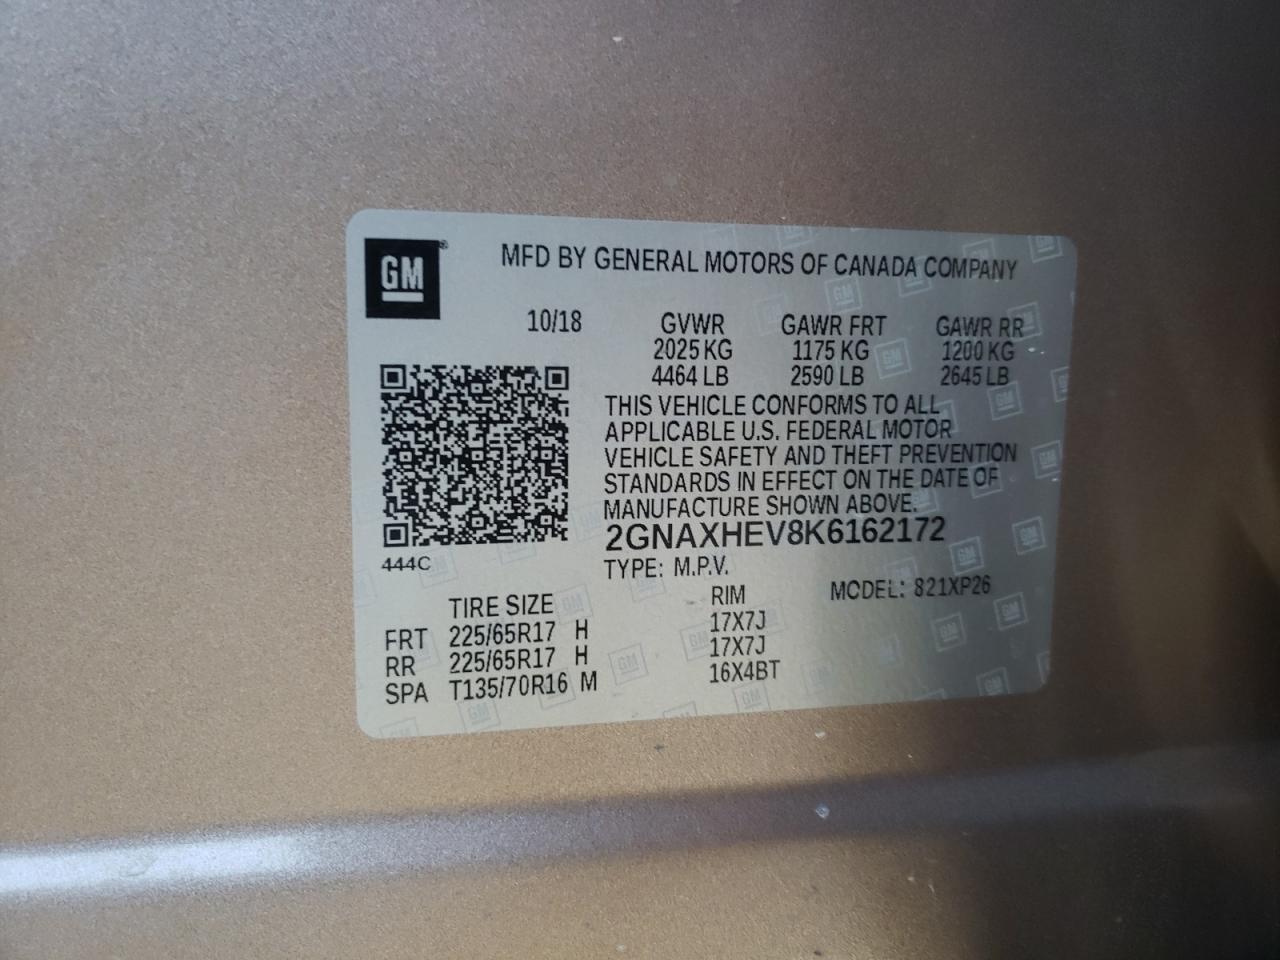 GM
MFD BY GENERAL MOTORS OF CANADA COMPANY
10/18 GVWR GAWR FRT GAWR RR
2025 KG 1175 KG 1200 KG
4464 LB 2590 LB 2645 LB
THIS VEHICLE CONFORMS TO ALL
APPLICABLE U.S. FEDERAL MOTOR
VEHICLE SAFETY AND THEFT PREVENTION
STANDARDS IN EFFECT ON THE DATE OF
MANUFACTURE SHOWN ABOVE.
2GNAXHEV8K6162172
444C TYPE: M.P.V.
TIRE SIZE RIM MODEL: 821XP26
FRT 225/65R17 H 17X7J
RR 225/65R17 H 17X7J
SPA T135/70R16 M 16X4BT